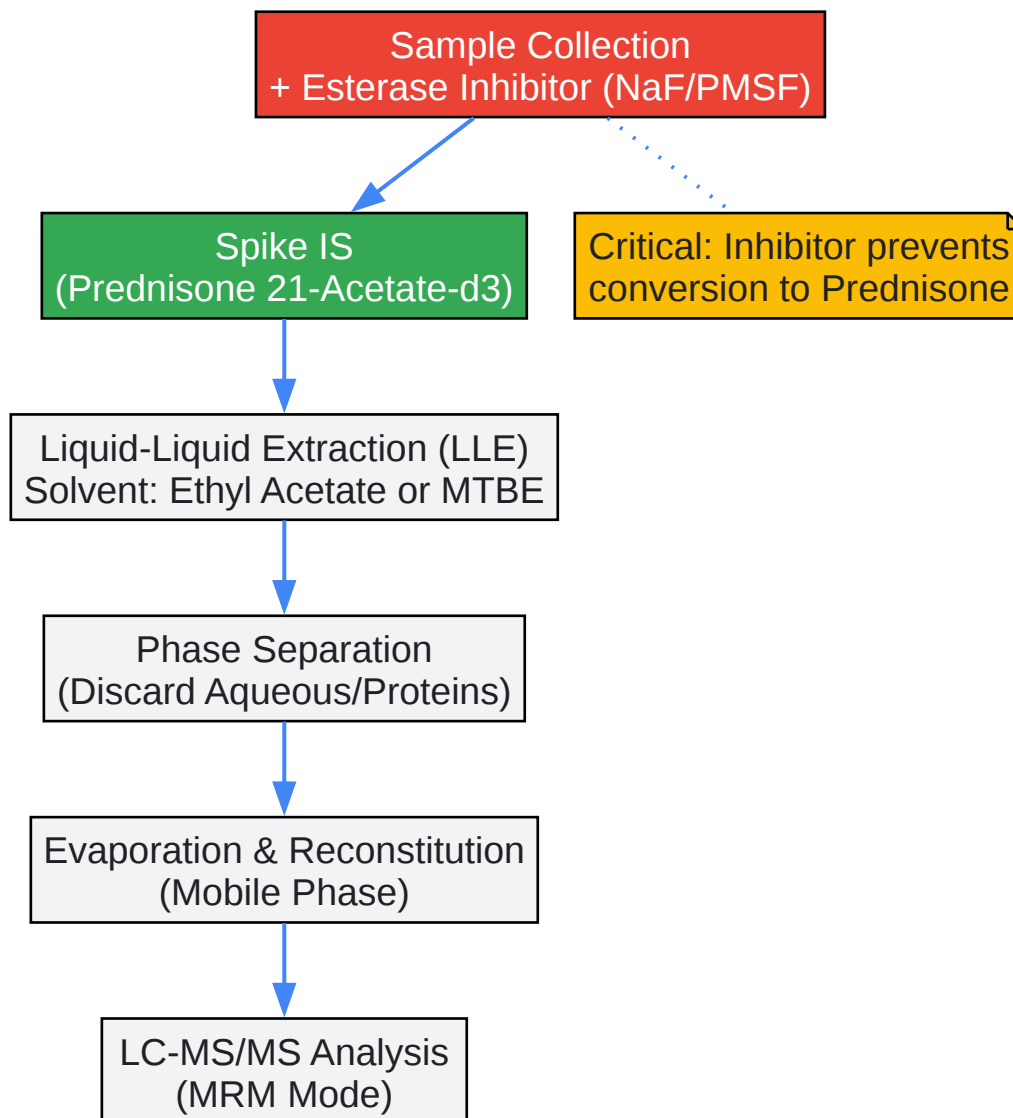 Sample Collection
+ Esterase Inhibitor (NaF/PMSF)
Spike IS
(Prednisone 21-Acetate-d3)
Critical: Inhibitor prevents
conversion to Prednisone
Liquid-Liquid Extraction (LLE)
Solvent: Ethyl Acetate or MTBE
Phase Separation
(Discard Aqueous/Proteins)
Evaporation & Reconstitution
(Mobile Phase)
LC-MS/MS Analysis
(MRM Mode)